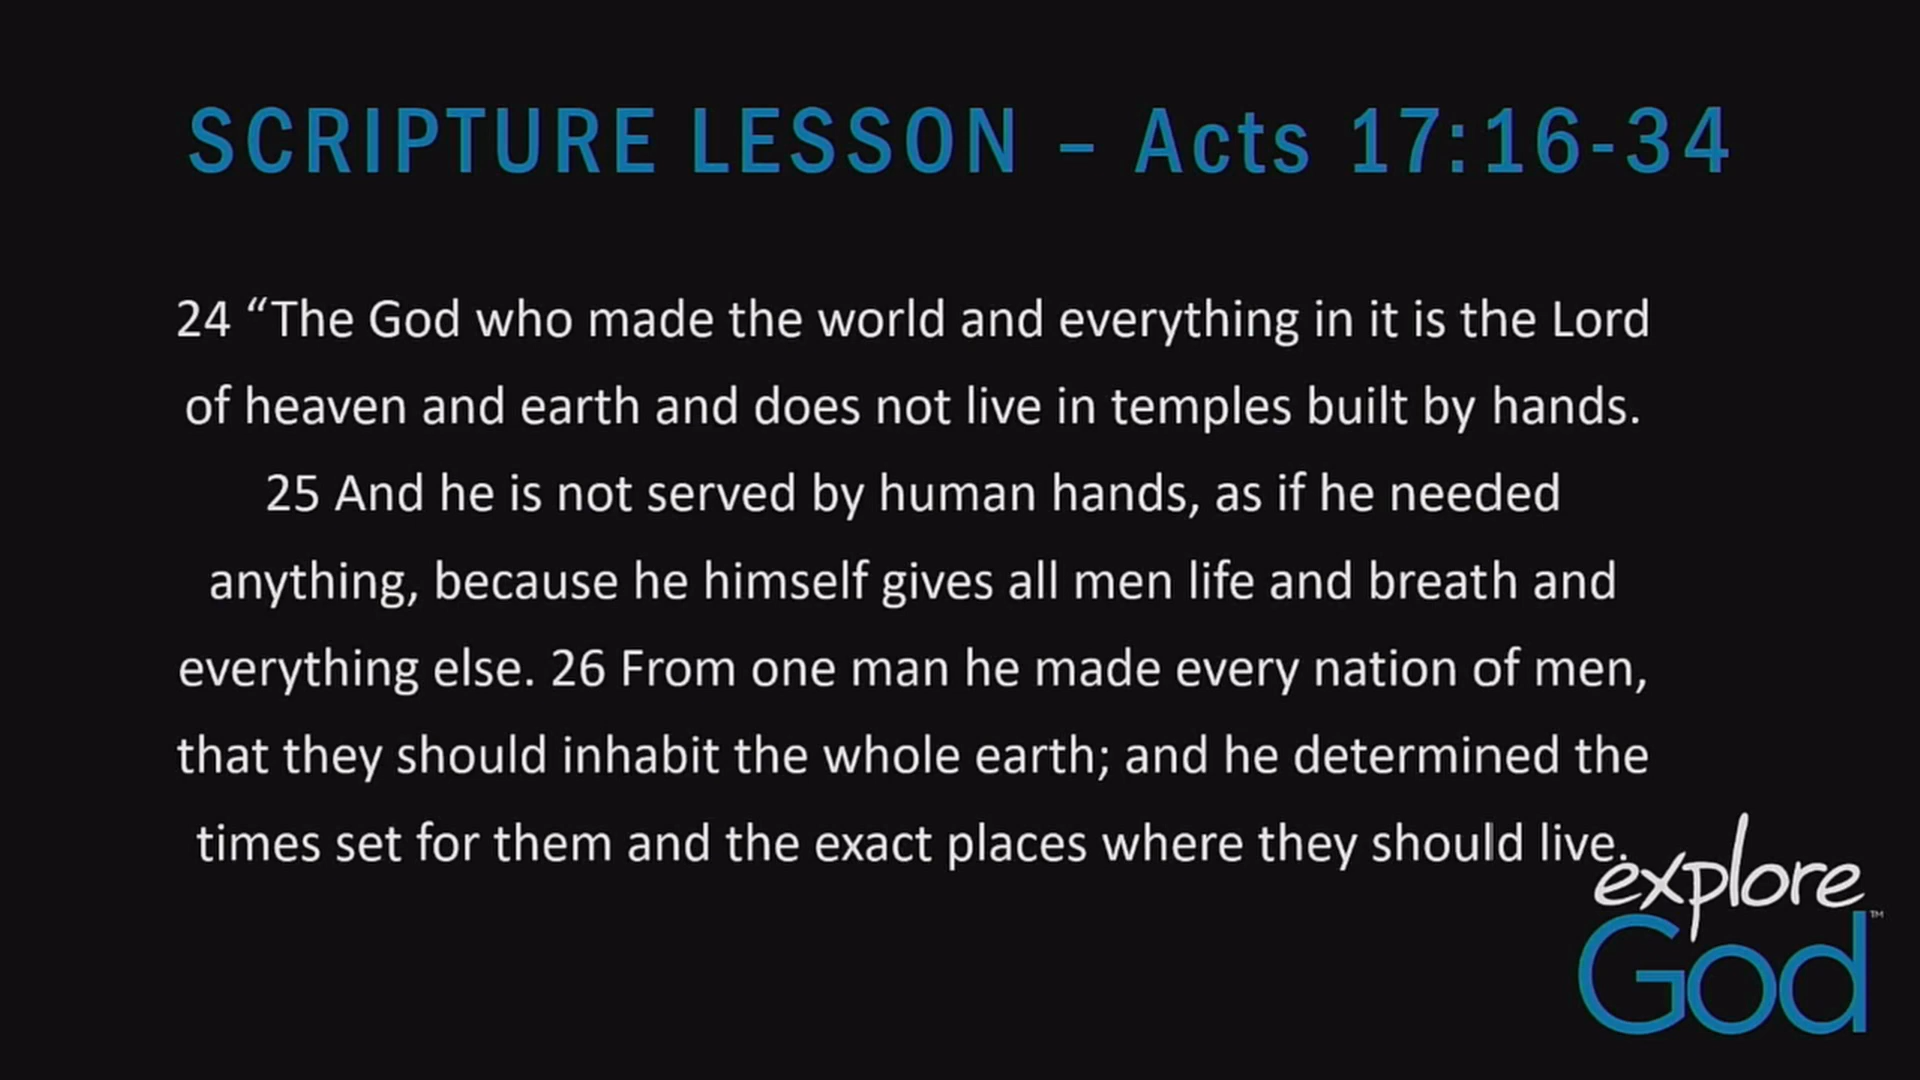 SCRIPTURE LESSON – Acts 17:16-34
24 “The God who made the world and everything in it is the Lord
of heaven and earth and does not live in temples built by hands.
25 And he is not served by human hands, as if he needed
anything, because he himself gives all men life and breath and
everything else. 26 From one man he made every nation of men,
that they should inhabit the whole earth; and he determined the
times set for them and the exact places where they should live.
explore
God™